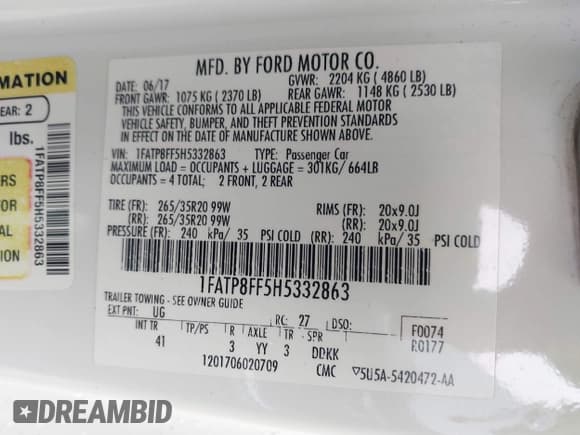 MFD. BY FORD MOTOR CO.
DATE: 06/17
GVWR: 2204 KG ( 4860 LB)
FRONT GAWR: 1075 KG ( 2370 LB)
REAR GAWR: 1148 KG ( 2530 LB)
THIS VEHICLE CONFORMS TO ALL APPLICABLE FEDERAL MOTOR
VEHICLE SAFETY, BUMPER, AND THEFT PREVENTION STANDARDS
IN EFFECT ON THE DATE OF MANUFACTURE SHOWN ABOVE.
VIN: 1FATP8FF5H5332863 TYPE: Passenger Car
MAXIMUM LOAD = OCCUPANTS + LUGGAGE = 301KG/ 664LB
OCCUPANTS = 4 TOTAL; 2 FRONT, 2 REAR
TIRE (FR): 265/35R20 99W RIMS (FR): 20x9.0J
(RR): 265/35R20 99W (RR): 20x9.0J
PRESSURE (FR): 240 kPa/ 35 PSI COLD (RR): 240 kPa/ 35 PSI COLD
1FATP8FF5H5332863
TRAILER TOWING - SEE OWNER GUIDE
EXT PNT: UG RC: 27 DSO: F0074
R0177
INT TR TP/PS R AXLE TR SPR
41 3 YY 3 DDKK
1201706020709 CMC ▽5U5A-5420472-AA
RMATION
EAR: 2
lbs.
1FATP8FF5H5332863
ERS
FOR
AL
TION
DREAMBID